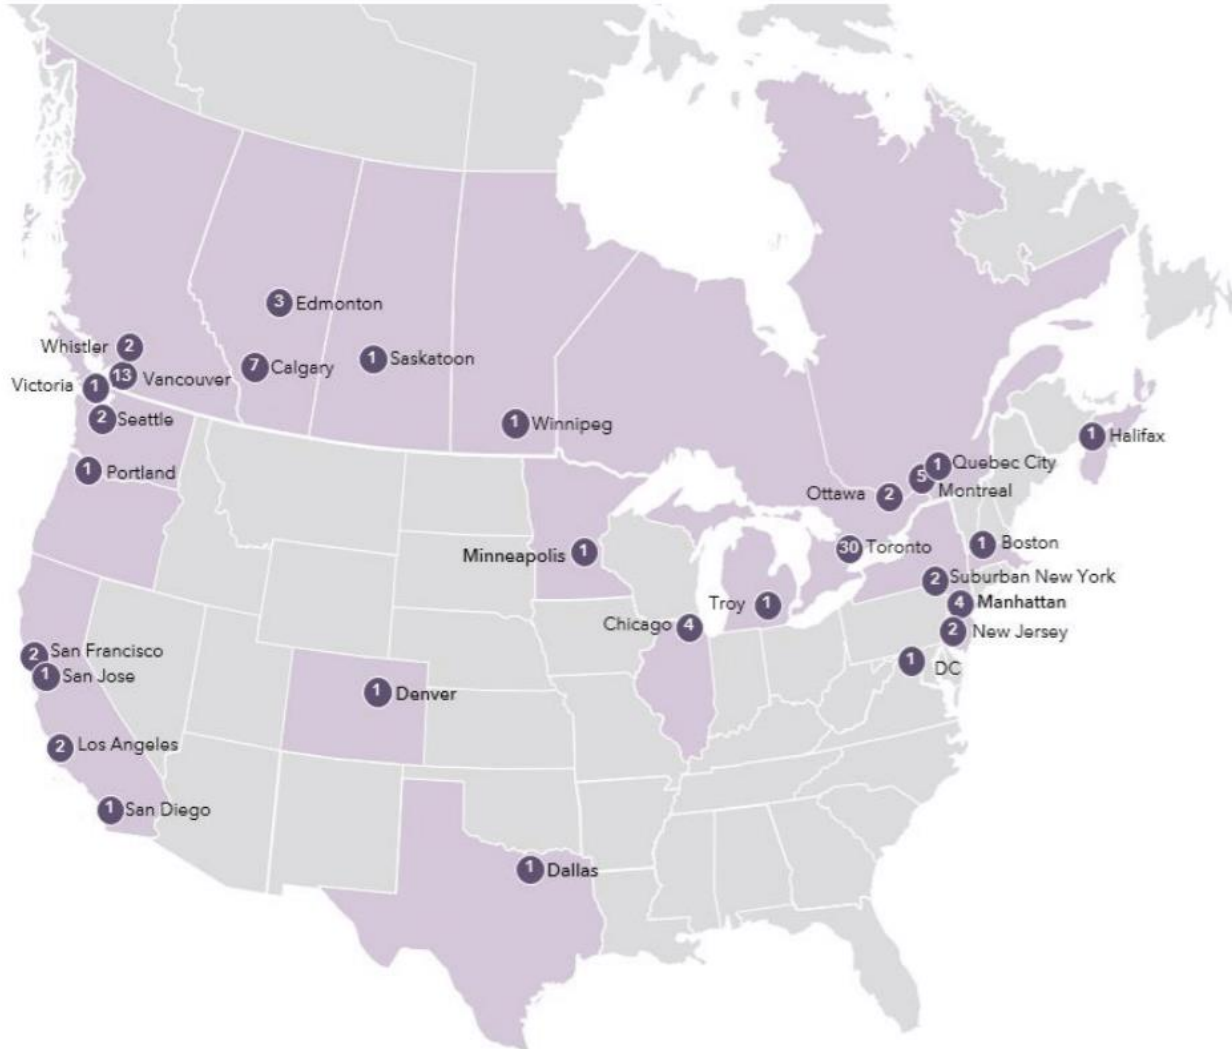 3 Edmonton
Whistler 2
7 Calgary
1 Saskatoon
13 Vancouver
Victoria 1
2 Seattle
1 Winnipeg
1 Halifax
1 Portland
1 Quebec City
5 Montreal
Ottawa 2
Minneapolis 1
30 Toronto
1 Boston
2 Suburban New York
Troy 1
4 Manhattan
Chicago 4
2 New Jersey
2 San Francisco
1 San Jose
1 DC
1 Denver
2 Los Angeles
1 San Diego
1 Dallas